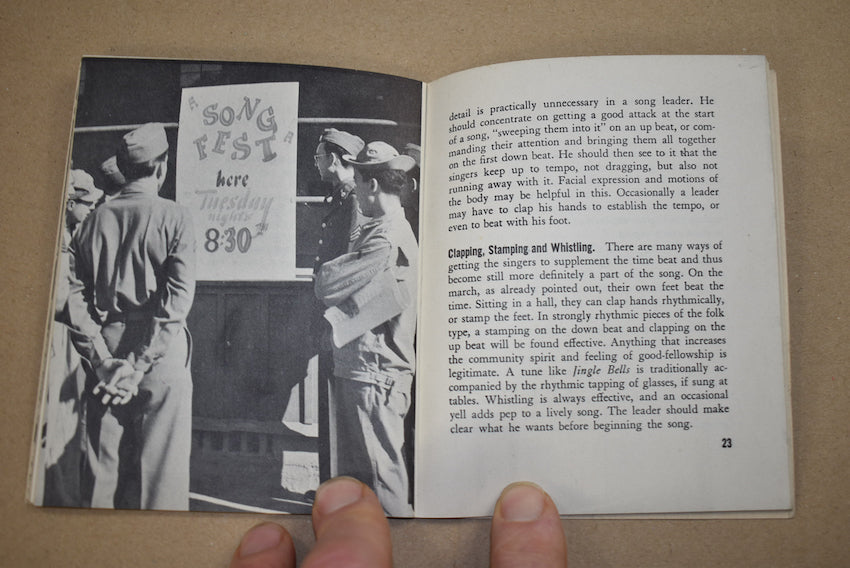 A SONG
FEST A
here
Tuesday
nights
8:30
detail is practically unnecessary in a song leader. He
should concentrate on getting a good attack at the start
of a song, “sweeping them into it” on an up beat, or com-
manding their attention and bringing them all together
on the first down beat. He should then see to it that the
singers keep up to tempo, not dragging, but also not
running away with it. Facial expression and motions of
the body may be helpful in this. Occasionally a leader
may have to clap his hands to establish the tempo, or
even to beat with his foot.
Clapping, Stamping and Whistling. There are many ways of
getting the singers to supplement the time beat and thus
become still more definitely a part of the song. On the
march, as already pointed out, their own feet beat the
time. Sitting in a hall, they can clap hands rhythmically,
or stamp the feet. In strongly rhythmic pieces of the folk
type, a stamping on the down beat and clapping on the
up beat will be found effective. Anything that increases
the community spirit and feeling of good-fellowship is
legitimate. A tune like Jingle Bells is traditionally ac-
companied by the rhythmic tapping of glasses, if sung at
tables. Whistling is always effective, and an occasional
yell adds pep to a lively song. The leader should make
clear what he wants before beginning the song.
23